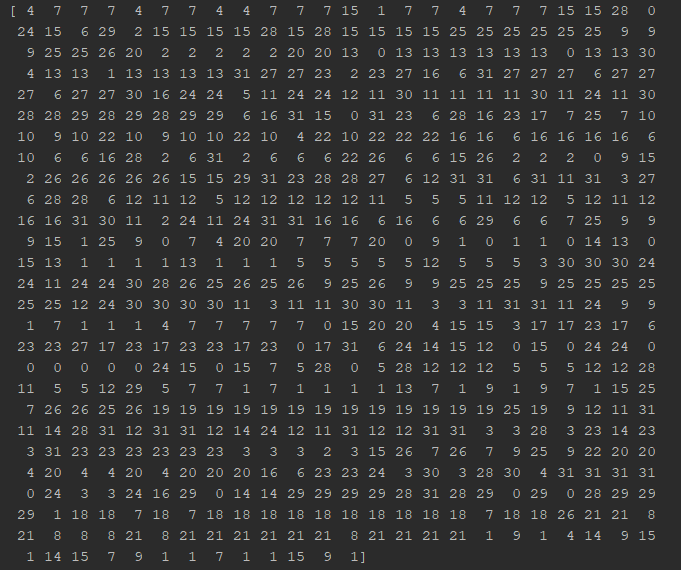 [ 4 7 7 7 4 7 7 4 4 7 7 7 15 1 7 7 4 7 7 7 15 15 28 0
24 15 6 29 2 15 15 15 15 28 15 28 15 15 15 15 15 25 25 25 25 25 9 9
9 25 25 26 20 2 2 2 2 2 20 20 13 0 13 13 13 13 13 13 0 13 13 30
4 13 13 1 13 13 13 13 31 27 27 23 2 23 27 16 6 31 27 27 27 6 27 27
27 6 27 27 30 16 24 24 5 11 24 24 12 11 30 11 11 11 11 30 11 24 11 30
28 28 29 28 29 28 29 29 6 16 31 15 0 31 23 6 28 16 23 17 7 25 7 10
10 9 10 22 10 9 10 10 22 10 4 22 10 22 22 22 16 16 6 16 16 16 16 6
10 6 6 16 28 2 6 31 2 6 6 6 22 26 6 6 15 26 2 2 2 0 9 15
2 26 26 26 26 26 15 15 29 31 23 28 28 27 6 12 31 31 6 31 11 31 3 27
6 28 28 6 12 11 12 5 12 12 12 12 12 11 5 5 5 11 12 12 5 12 11 12
16 16 31 30 11 2 24 11 24 31 31 16 16 6 16 6 6 29 6 6 7 25 9 9
9 15 1 25 9 0 7 4 20 20 7 7 7 20 0 9 1 0 1 1 0 14 13 0
15 13 1 1 1 1 13 1 1 1 5 5 5 5 5 12 5 5 5 3 30 30 30 24
24 11 24 24 30 28 26 25 26 25 26 9 25 26 9 9 25 25 25 9 25 25 25 25
25 25 12 24 30 30 30 30 11 3 11 11 30 30 11 3 3 11 31 31 11 24 9 9
1 7 1 1 1 4 7 7 7 7 7 0 15 20 20 4 15 15 3 17 17 23 17 6
23 23 27 17 23 17 23 23 17 23 0 17 31 6 24 14 15 12 0 15 0 24 24 0
0 0 0 0 0 24 15 0 15 7 5 28 0 5 28 12 12 12 5 5 5 12 12 28
11 5 5 12 29 5 7 7 1 7 1 1 1 1 13 7 1 9 1 9 7 1 15 25
7 26 26 25 26 19 19 19 19 19 19 19 19 19 19 19 19 19 25 19 9 12 11 31
11 14 28 31 12 31 31 12 14 24 12 11 31 12 12 31 31 3 3 28 3 23 14 23
3 31 23 23 23 23 23 23 3 3 3 2 3 15 26 7 26 7 9 25 9 22 20 20
4 20 4 4 20 4 20 20 20 16 6 23 23 24 3 30 3 28 30 4 31 31 31 31
0 24 3 3 24 16 29 0 14 14 29 29 29 29 28 31 28 29 0 29 0 28 29 29
29 1 18 18 7 18 7 18 18 18 18 18 18 18 18 18 18 7 18 18 26 21 21 8
21 8 8 8 21 8 21 21 21 21 21 21 8 21 21 21 21 1 9 1 4 14 9 15
1 14 15 7 9 1 1 7 1 1 15 9 1]